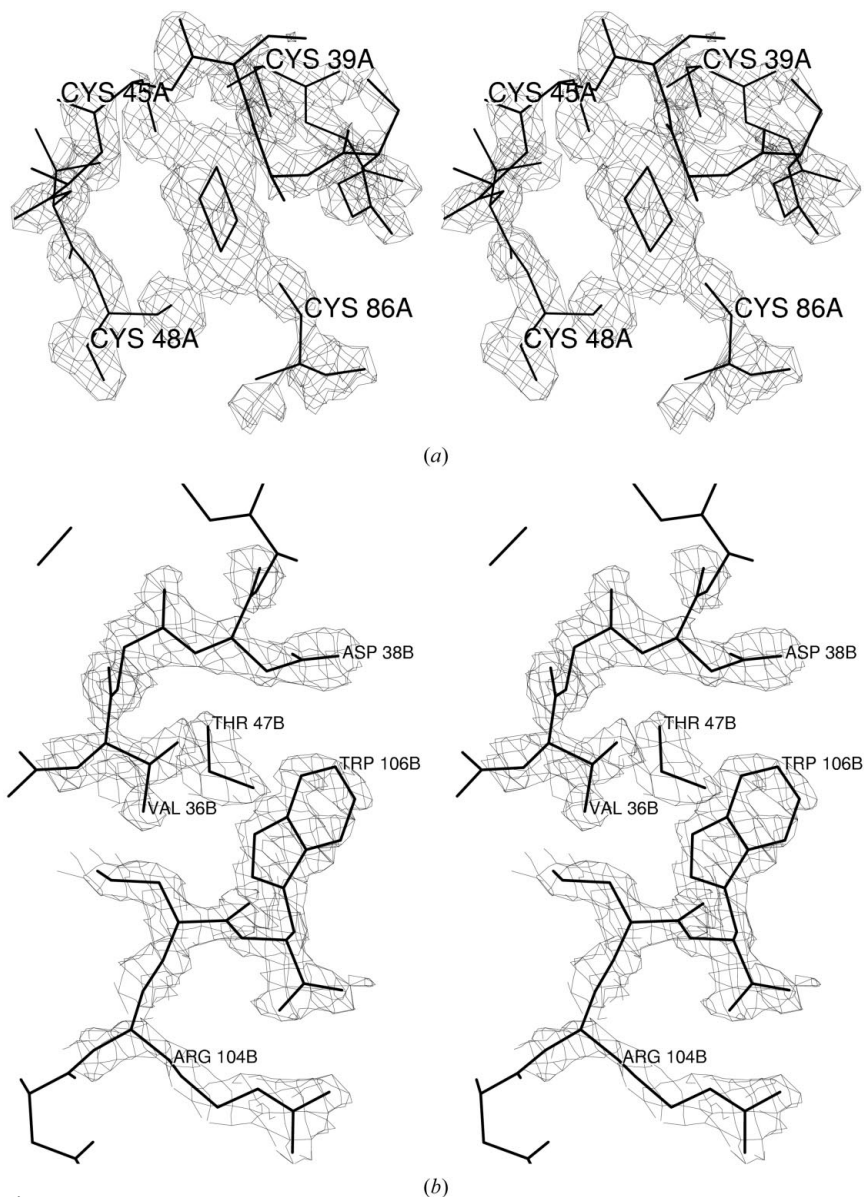 CYS 39A CYS 39A
CYS 45A CYS 45A
CYS 86A CYS 86A
CYS 48A CYS 48A
(a)
ASP 38B ASP 38B
THR 47B THR 47B
TRP 106B TRP 106B
VAL 36B VAL 36B
ARG 104B ARG 104B
(b)